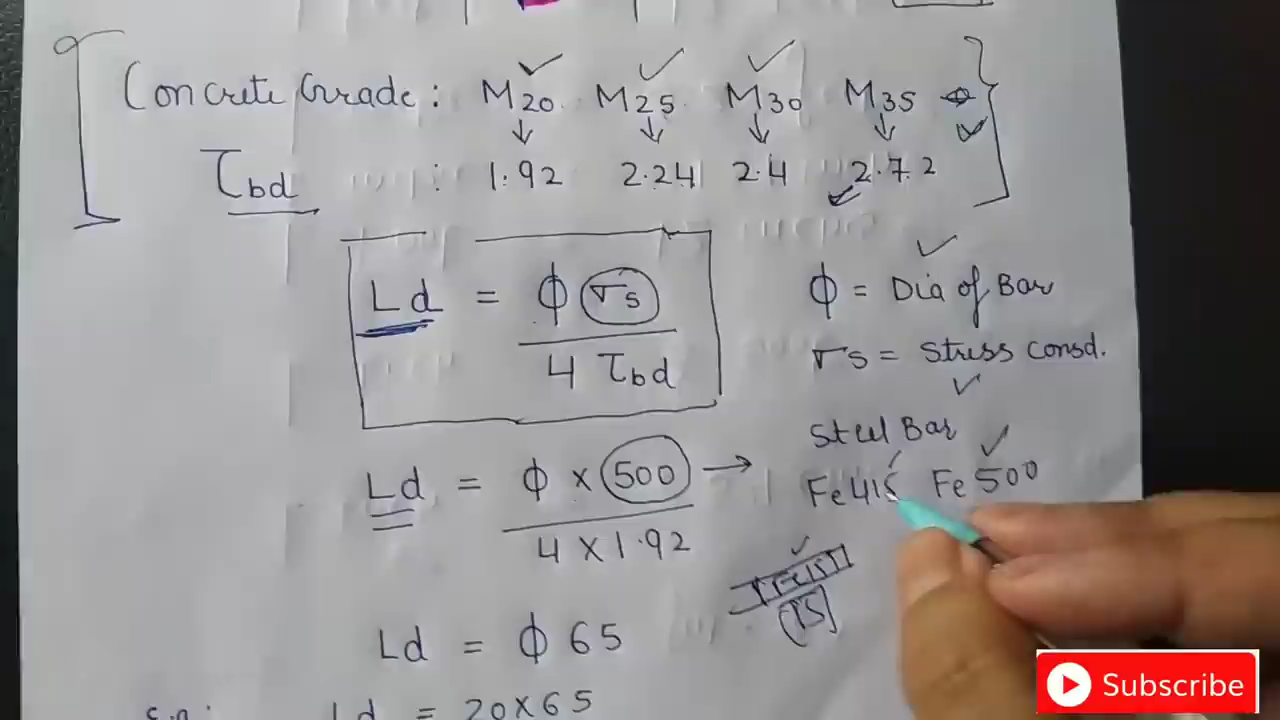 Concrete Grade : M20 M25 M30 M35
τbd : 1.92 2.24 2.4 2.72
Ld = ϕ σs / 4 τbd
ϕ = Dia of Bar
σs = Stress Consd.
Steel Bar
Fe415 Fe500
Ld = ϕ x 500 / 4 x 1.92 →
Ld = ϕ 65
Ld = 20x65
Subscribe